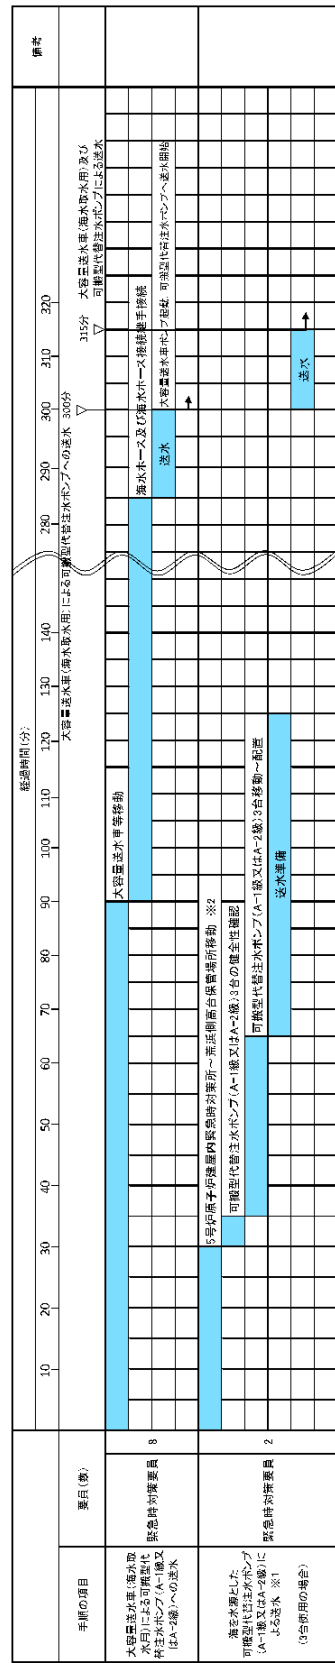 経過時間(分)
備考
手順の項目
要員(数)
10
20
30
40
50
60
70
80
90
100
110
120
130
140
280
290
300
310
320
大容量送水車(海水取水用)による可搬型代替注水ポンプへの送水 300分
315分
大容量送水車(海水取水用)及び
可搬型代替注水ポンプによる送水
大容量送水車(海水取
水用)による可搬型代
替注水ポンプ(A-1級又
はA-2級)への送水
緊急時対策要員
8
大容量送水車等移動
海水ホース及び海水ホース接続継手接続
大容量送水車ポンプ起動、可搬型代替注水ポンプへ送水開始
送水
海を水源とした
可搬型代替注水ポンプ
(A-1級又はA-2級)に
よる送水 ※1
(3台使用の場合)
緊急時対策要員
2
5号炉原子炉建屋内緊急時対策所~荒浜側高台保管場所移動 ※2
可搬型代替注水ポンプ(A-1級又はA-2級)3台の健全性確認
可搬型代替注水ポンプ(A-1級又はA-2級)3台移動~配置
送水準備
送水